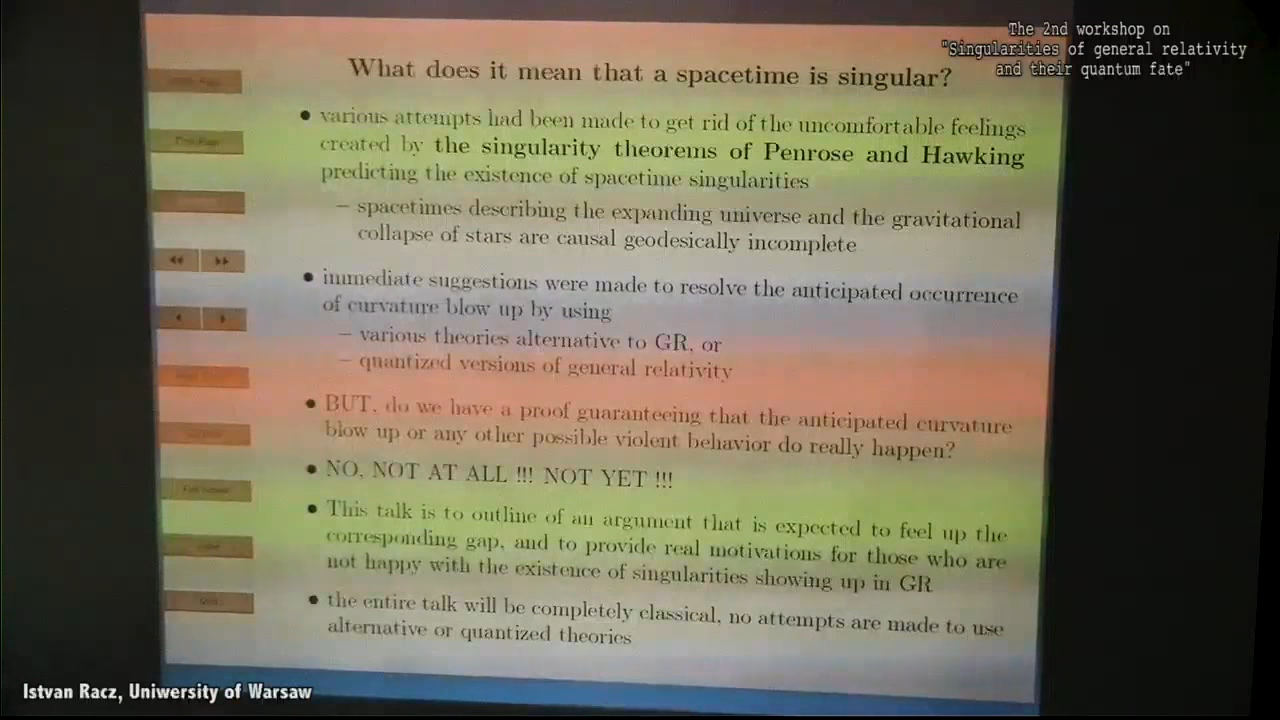 The 2nd workshop on
"Singularities of general relativity
and their quantum fate"
What does it mean that a spacetime is singular?
• various attempts had been made to get rid of the uncomfortable feelings
created by the singularity theorems of Penrose and Hawking
predicting the existence of spacetime singularities
– spacetimes describing the expanding universe and the gravitational
collapse of stars are causal geodesically incomplete
• immediate suggestions were made to resolve the anticipated occurrence
of curvature blow up by using
– various theories alternative to GR, or
– quantized versions of general relativity
• BUT, do we have a proof guaranteeing that the anticipated curvature
blow up or any other possible violent behavior do really happen?
• NO, NOT AT ALL !!! NOT YET !!!
• This talk is to outline of an argument that is expected to feel up the
corresponding gap, and to provide real motivations for those who are
not happy with the existence of singularities showing up in GR
• the entire talk will be completely classical, no attempts are made to use
alternative or quantized theories
Istvan Racz, Uniwersity of Warsaw